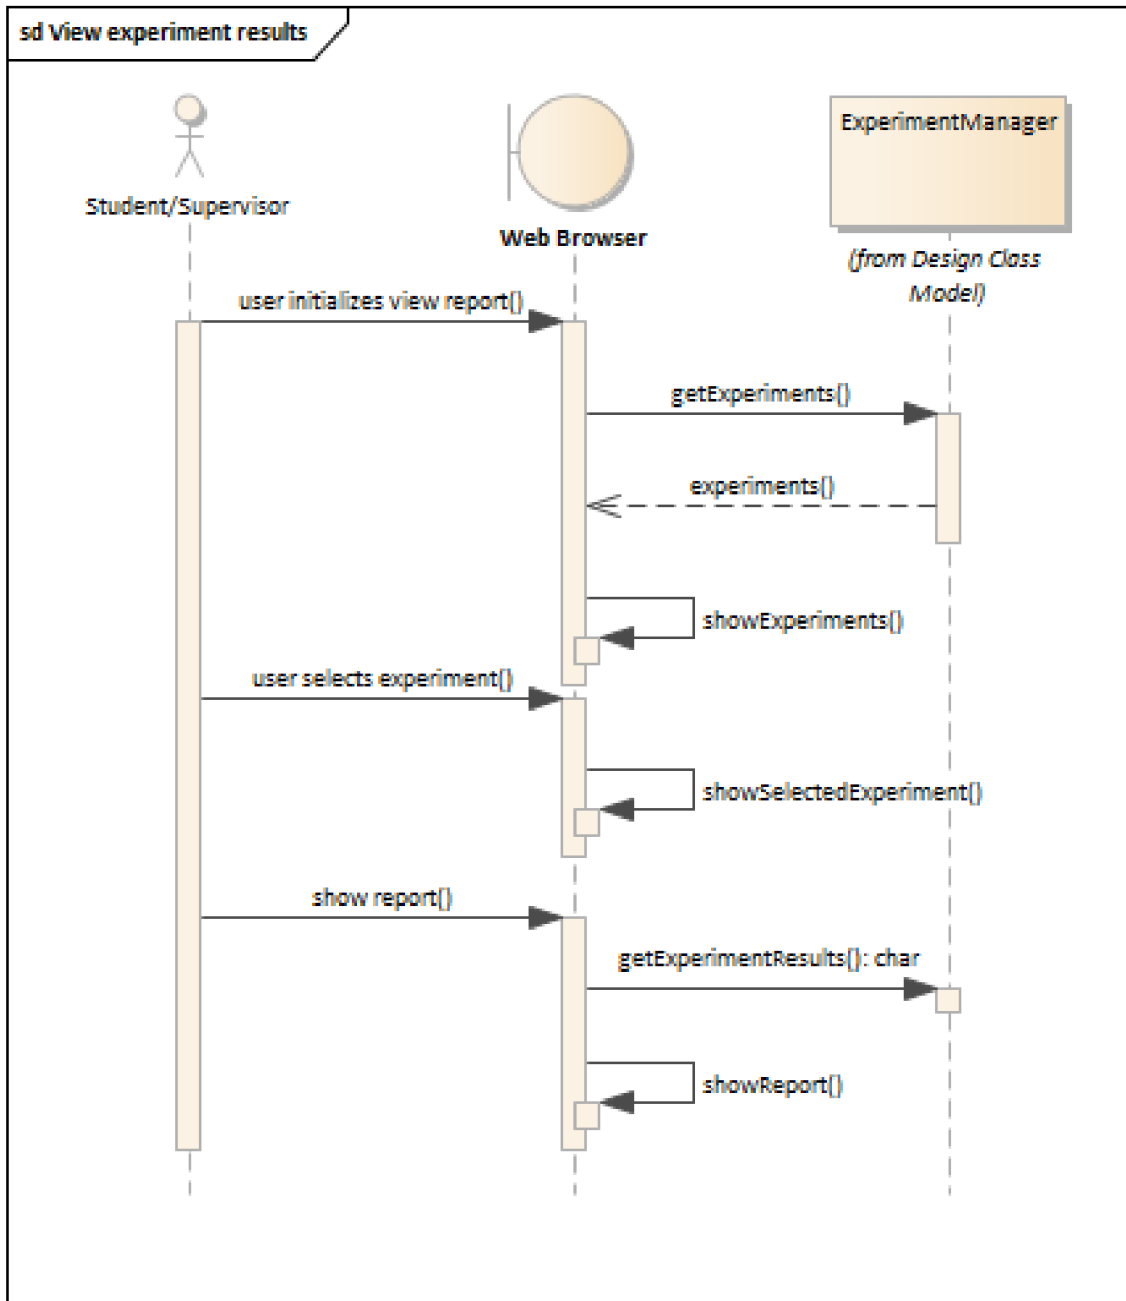 sd View experiment results
Student/Supervisor
Web Browser
ExperimentManager
(from Design Class
Model)
user initializes view report()
getExperiments()
experiments()
showExperiments()
user selects experiment()
showSelectedExperiment()
show report()
getExperimentResults(): char
showReport()